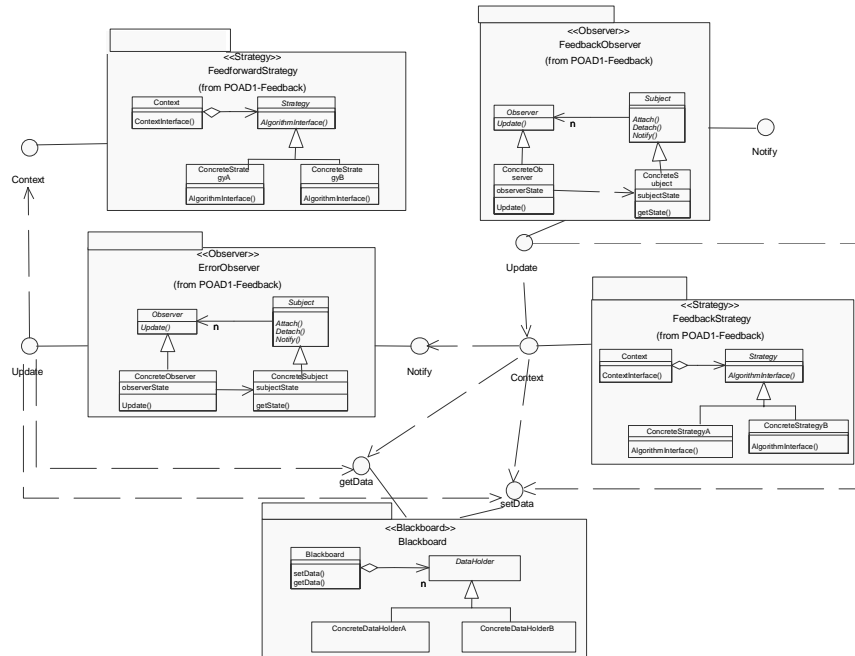 <<Strategy>>
FeedforwardStrategy
(from POAD1-Feedback)
Context
ContextInterface()
Strategy
AlgorithmInterface()
ConcreteStrate
gyA
AlgorithmInterface()
ConcreteStrate
gyB
AlgorithmInterface()
Context
<<Observer>>
FeedbackObserver
(from POAD1-Feedback)
Observer
Update()
n
Subject
Attach()
Detach()
Notify()
ConcreteOb
server
observerState
Update()
ConcreteS
ubject
subjectState
getState()
Notify
Update
<<Observer>>
ErrorObserver
(from POAD1-Feedback)
Observer
Update()
n
Subject
Attach()
Detach()
Notify()
ConcreteObserver
observerState
Update()
ConcreteSubject
subjectState
getState()
Update
Notify
Context
<<Strategy>>
FeedbackStrategy
(from POAD1-Feedback)
Context
ContextInterface()
Strategy
AlgorithmInterface()
ConcreteStrategyA
AlgorithmInterface()
ConcreteStrategyB
AlgorithmInterface()
getData
setData
<<Blackboard>>
Blackboard
Blackboard
setData()
getData()
n
DataHolder
ConcreteDataHolderA
ConcreteDataHolderB